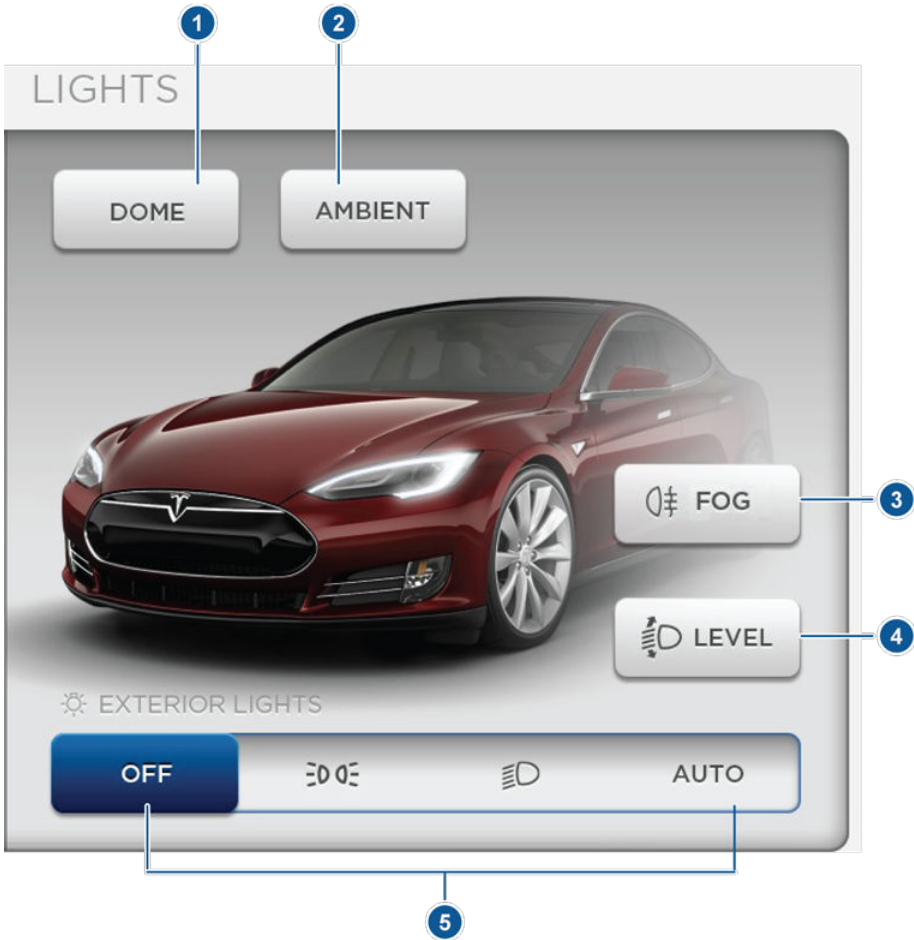 1
2
LIGHTS
DOME
AMBIENT
FOG
3
LEVEL
4
EXTERIOR LIGHTS
OFF
AUTO
5